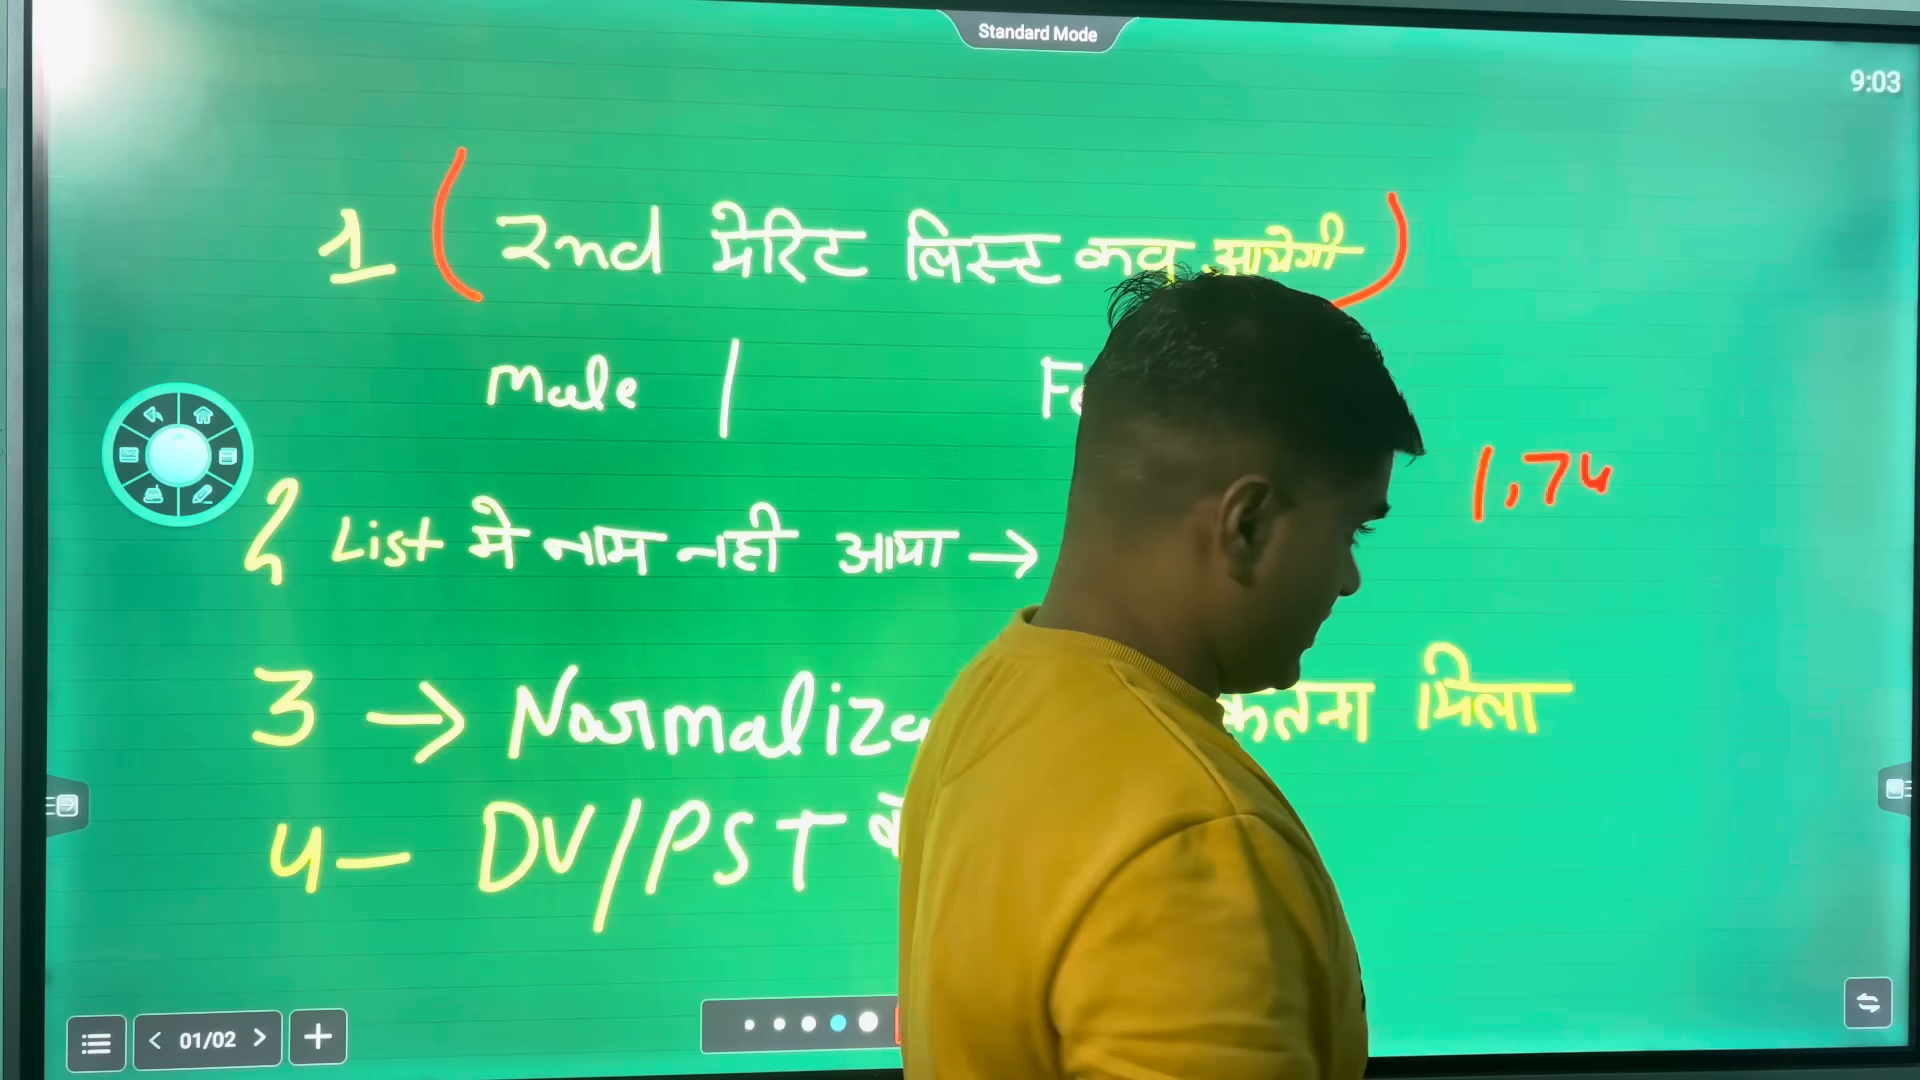 Standard Mode
9:03
1 ( 2nd मेरिट लिस्ट कब आयेगी )
Male |
1,74
2 List मे नाम नही आया →
3 → Normaliza
मिला
4 - DV/PST
01/02